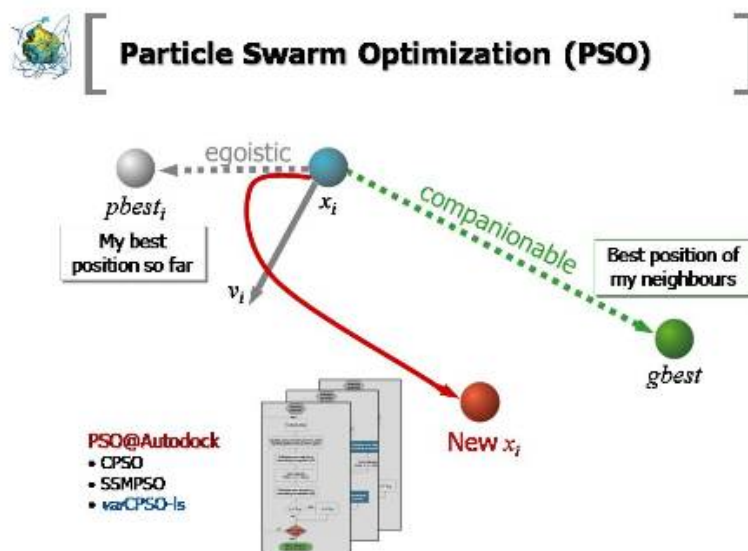 Particle Swarm Optimization (PSO)
egoistic
pbest_i
x_i
companionable
My best
position so far
Best position of
my neighbours
v_i
gbest
New x_i
PSO@Autodock
• CPSO
• SSMPSO
• varCPSO-ls